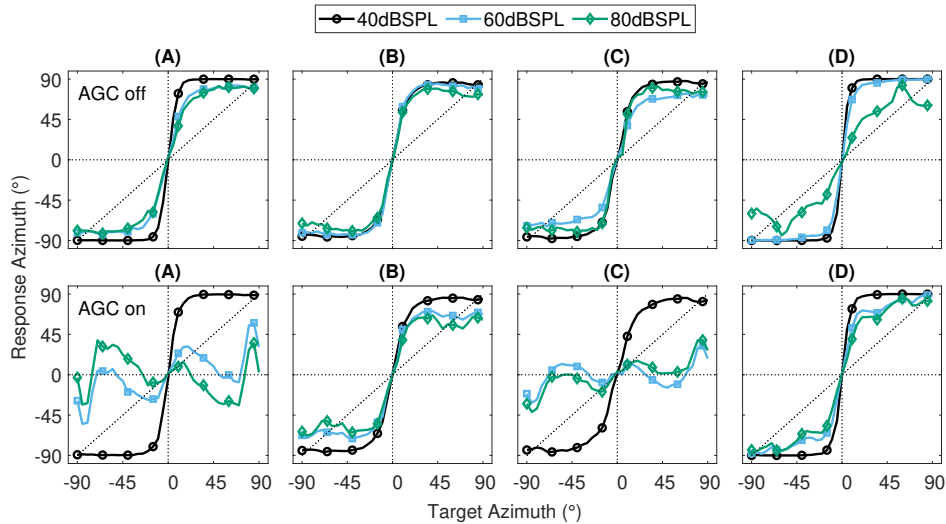 40dBSPL 60dBSPL 80dBSPL
(A) (B) (C) (D)
90
45
0
-45
-90
AGC off
Response Azimuth (°)
(A) (B) (C) (D)
90
45
0
-45
-90
AGC on
-90 -45 0 45 90 -90 -45 0 45 90 -90 -45 0 45 90 -90 -45 0 45 90
Target Azimuth (°)